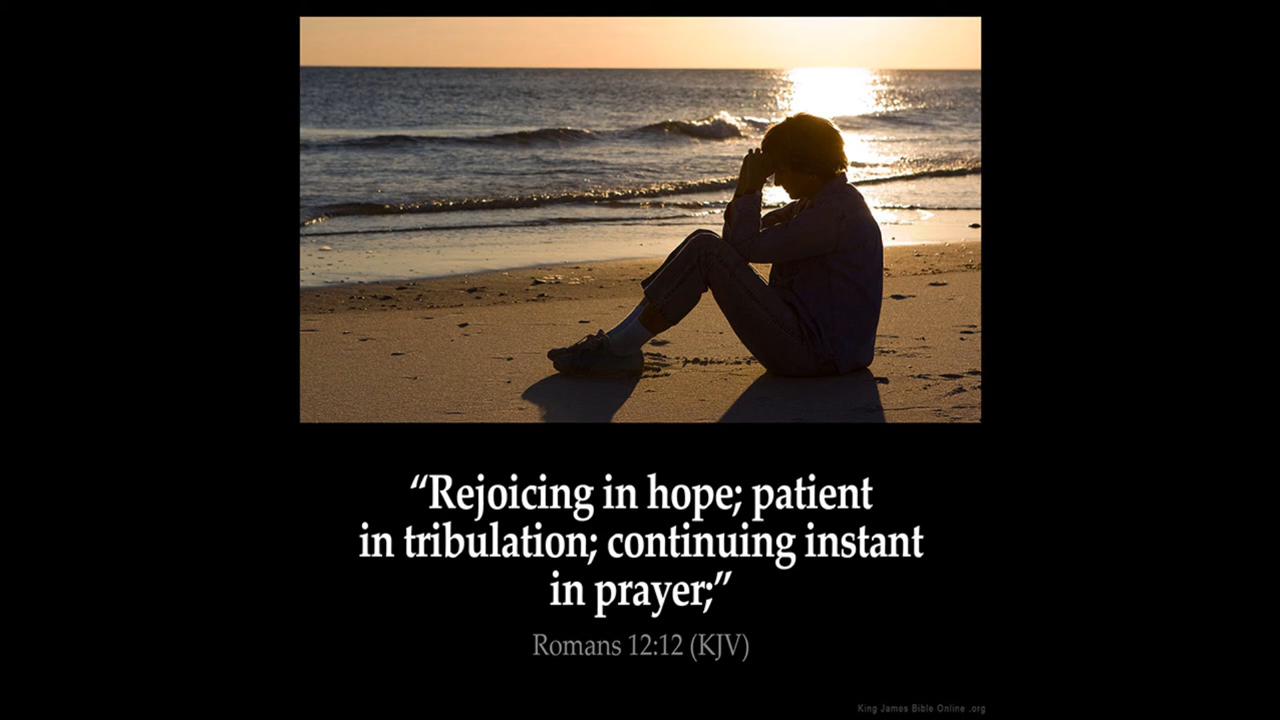 “Rejoicing in hope; patient
in tribulation; continuing instant
in prayer;”
Romans 12:12 (KJV)
King James Bible Online .org